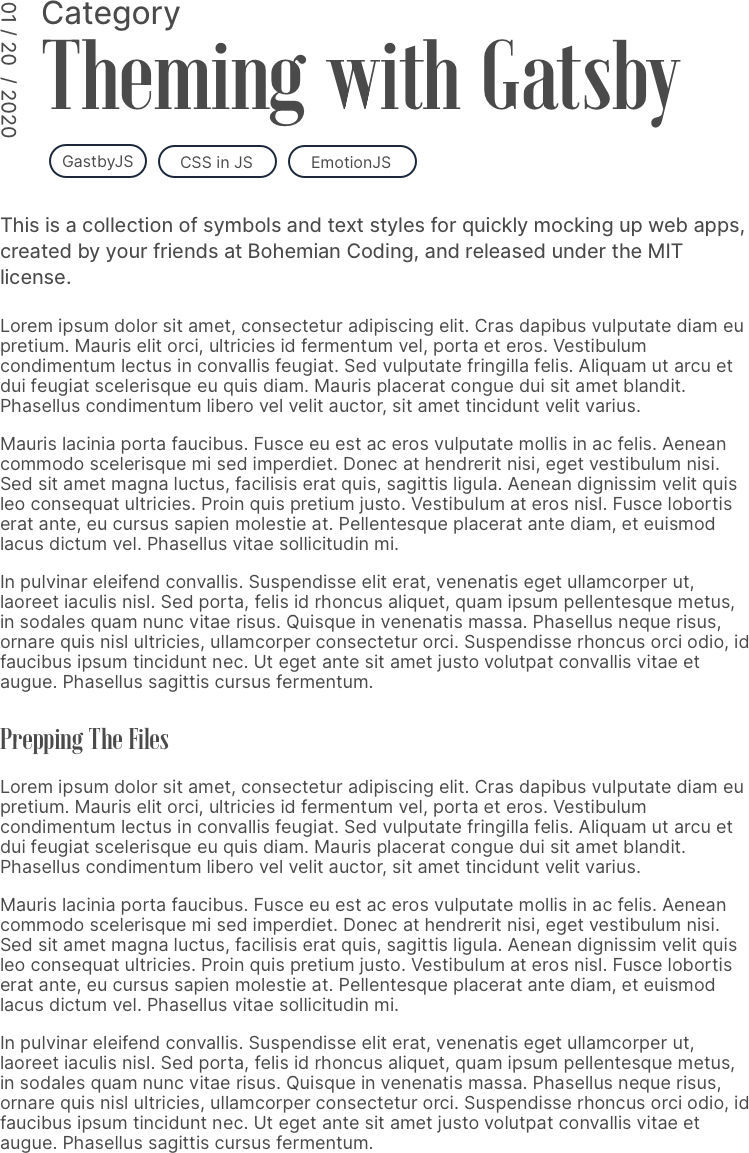 01 / 20 / 2020
Category
Theming with Gatsby
GastbyJS
CSS in JS
EmotionJS
This is a collection of symbols and text styles for quickly mocking up web apps,
created by your friends at Bohemian Coding, and released under the MIT
license.
Lorem ipsum dolor sit amet, consectetur adipiscing elit. Cras dapibus vulputate diam eu
pretium. Mauris elit orci, ultricies id fermentum vel, porta et eros. Vestibulum
condimentum lectus in convallis feugiat. Sed vulputate fringilla felis. Aliquam ut arcu et
dui feugiat scelerisque eu quis diam. Mauris placerat congue dui sit amet blandit.
Phasellus condimentum libero vel velit auctor, sit amet tincidunt velit varius.
Mauris lacinia porta faucibus. Fusce eu est ac eros vulputate mollis in ac felis. Aenean
commodo scelerisque mi sed imperdiet. Donec at hendrerit nisi, eget vestibulum nisi.
Sed sit amet magna luctus, facilisis erat quis, sagittis ligula. Aenean dignissim velit quis
leo consequat ultricies. Proin quis pretium justo. Vestibulum at eros nisl. Fusce lobortis
erat ante, eu cursus sapien molestie at. Pellentesque placerat ante diam, et euismod
lacus dictum vel. Phasellus vitae sollicitudin mi.
In pulvinar eleifend convallis. Suspendisse elit erat, venenatis eget ullamcorper ut,
laoreet iaculis nisl. Sed porta, felis id rhoncus aliquet, quam ipsum pellentesque metus,
in sodales quam nunc vitae risus. Quisque in venenatis massa. Phasellus neque risus,
ornare quis nisl ultricies, ullamcorper consectetur orci. Suspendisse rhoncus orci odio, id
faucibus ipsum tincidunt nec. Ut eget ante sit amet justo volutpat convallis vitae et
augue. Phasellus sagittis cursus fermentum.
Prepping The Files
Lorem ipsum dolor sit amet, consectetur adipiscing elit. Cras dapibus vulputate diam eu
pretium. Mauris elit orci, ultricies id fermentum vel, porta et eros. Vestibulum
condimentum lectus in convallis feugiat. Sed vulputate fringilla felis. Aliquam ut arcu et
dui feugiat scelerisque eu quis diam. Mauris placerat congue dui sit amet blandit.
Phasellus condimentum libero vel velit auctor, sit amet tincidunt velit varius.
Mauris lacinia porta faucibus. Fusce eu est ac eros vulputate mollis in ac felis. Aenean
commodo scelerisque mi sed imperdiet. Donec at hendrerit nisi, eget vestibulum nisi.
Sed sit amet magna luctus, facilisis erat quis, sagittis ligula. Aenean dignissim velit quis
leo consequat ultricies. Proin quis pretium justo. Vestibulum at eros nisl. Fusce lobortis
erat ante, eu cursus sapien molestie at. Pellentesque placerat ante diam, et euismod
lacus dictum vel. Phasellus vitae sollicitudin mi.
In pulvinar eleifend convallis. Suspendisse elit erat, venenatis eget ullamcorper ut,
laoreet iaculis nisl. Sed porta, felis id rhoncus aliquet, quam ipsum pellentesque metus,
in sodales quam nunc vitae risus. Quisque in venenatis massa. Phasellus neque risus,
ornare quis nisl ultricies, ullamcorper consectetur orci. Suspendisse rhoncus orci odio, id
faucibus ipsum tincidunt nec. Ut eget ante sit amet justo volutpat convallis vitae et
augue. Phasellus sagittis cursus fermentum.